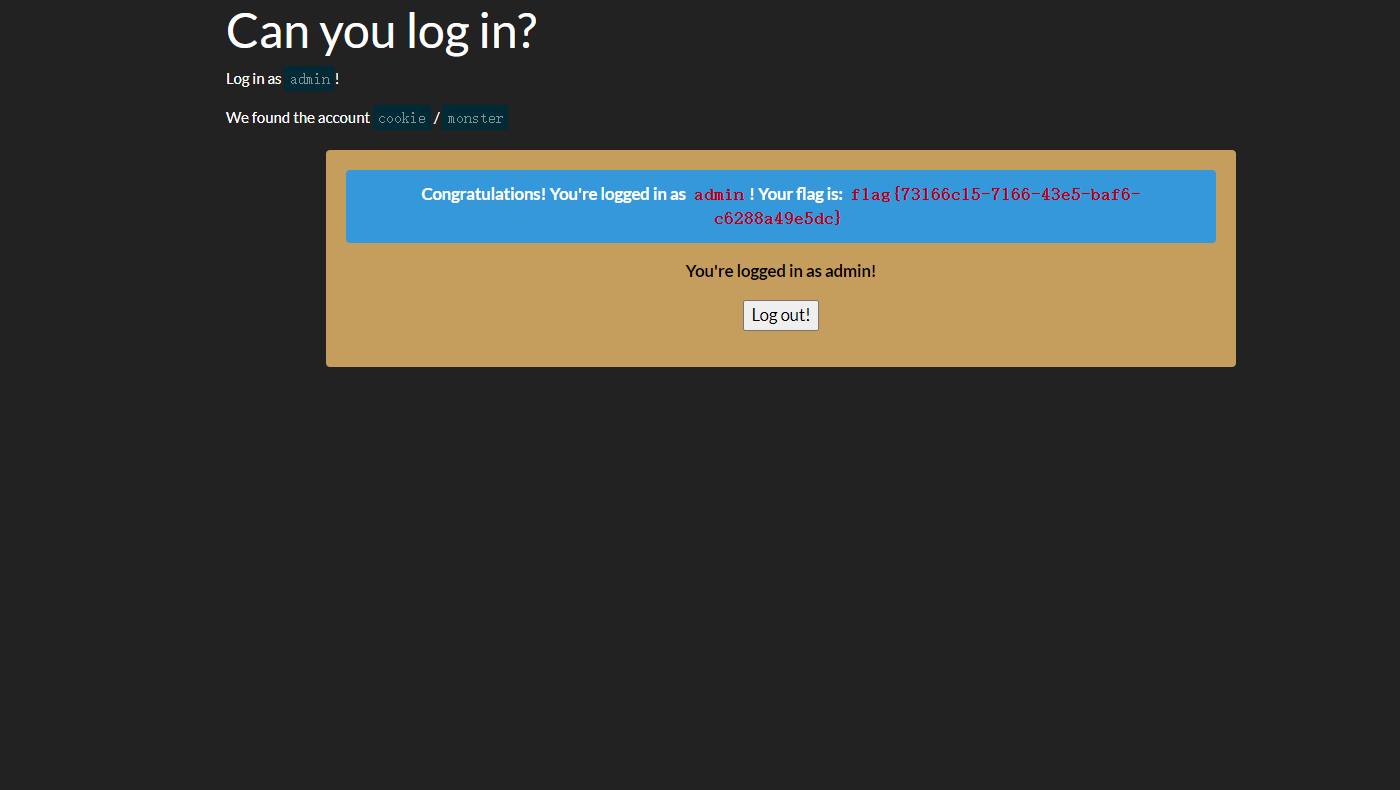 Can you log in?
Log in as admin!
We found the account cookie / monster
Congratulations! You're logged in as admin! Your flag is: flag{73166c15-7166-43e5-baf6-
c6288a49e5dc}
You're logged in as admin!
Log out!